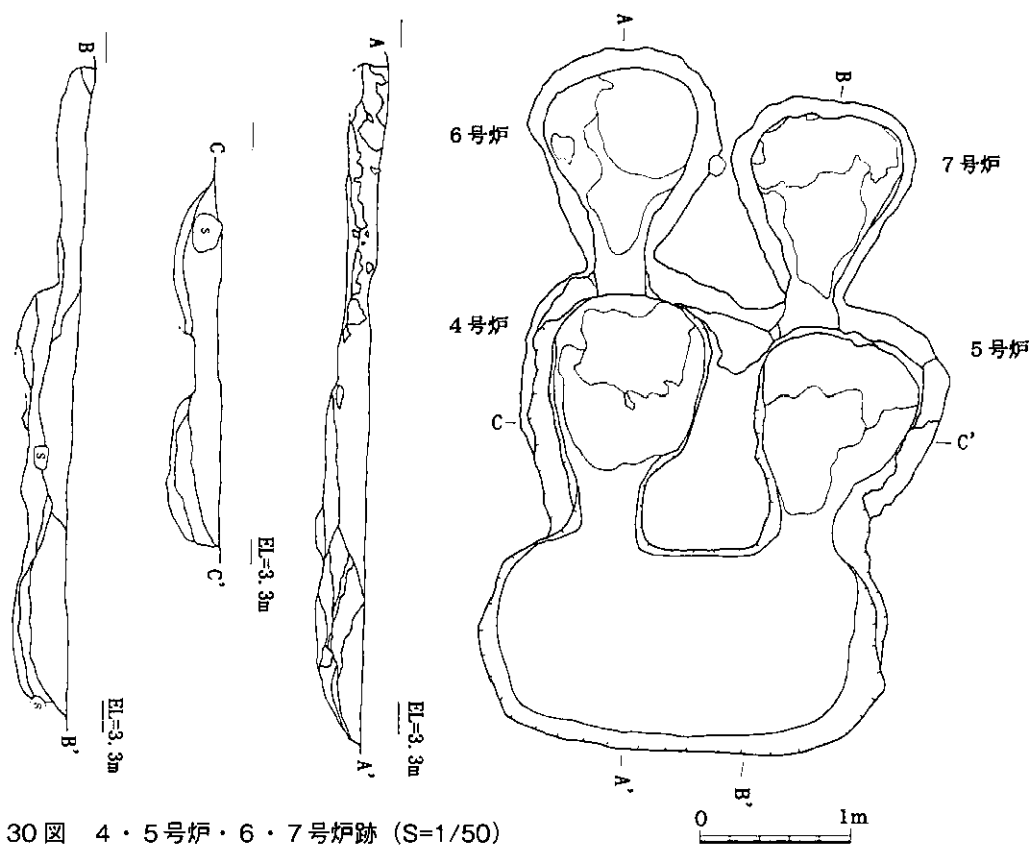 B
B'
EL=3.3m
C
S
C'
EL=3.3m
A
A'
EL=3.3m
S
S
A
B
6号炉
7号炉
4号炉
5号炉
C
C'
A'
B'
0 1m
30図 4・5号炉・6・7号炉跡 (S=1/50)